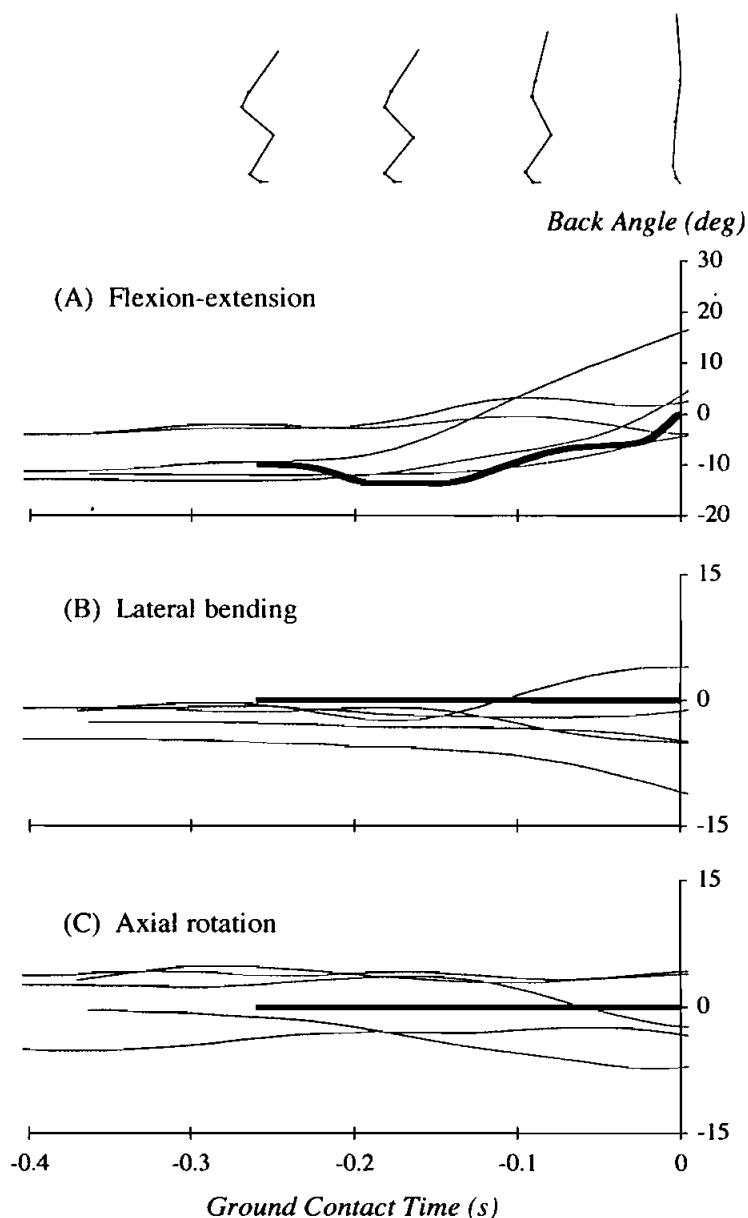 Back Angle (deg)
30
(A) Flexion-extension
20
10
0
-10
-20
15
(B) Lateral bending
0
-15
15
(C) Axial rotation
0
-15
-0.4 -0.3 -0.2 -0.1 0
Ground Contact Time (s)